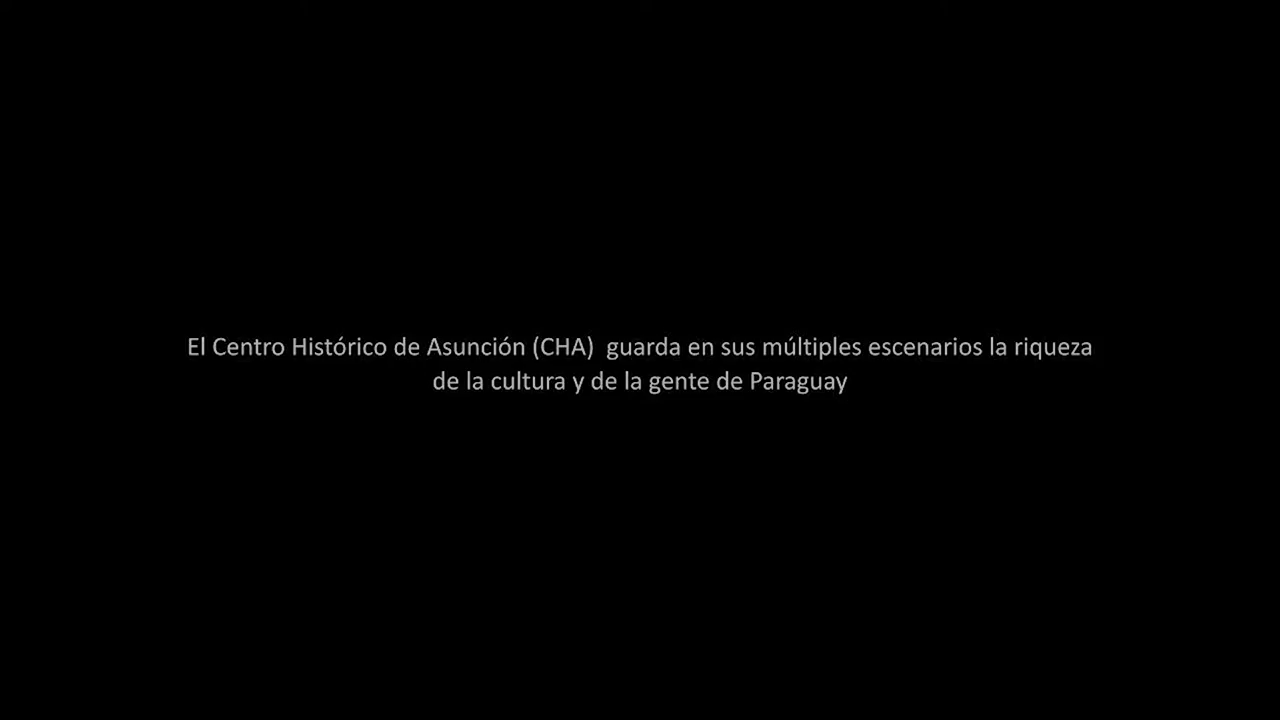 El Centro Histórico de Asunción (CHA)  guarda en sus múltiples escenarios la riqueza
de la cultura y de la gente de Paraguay